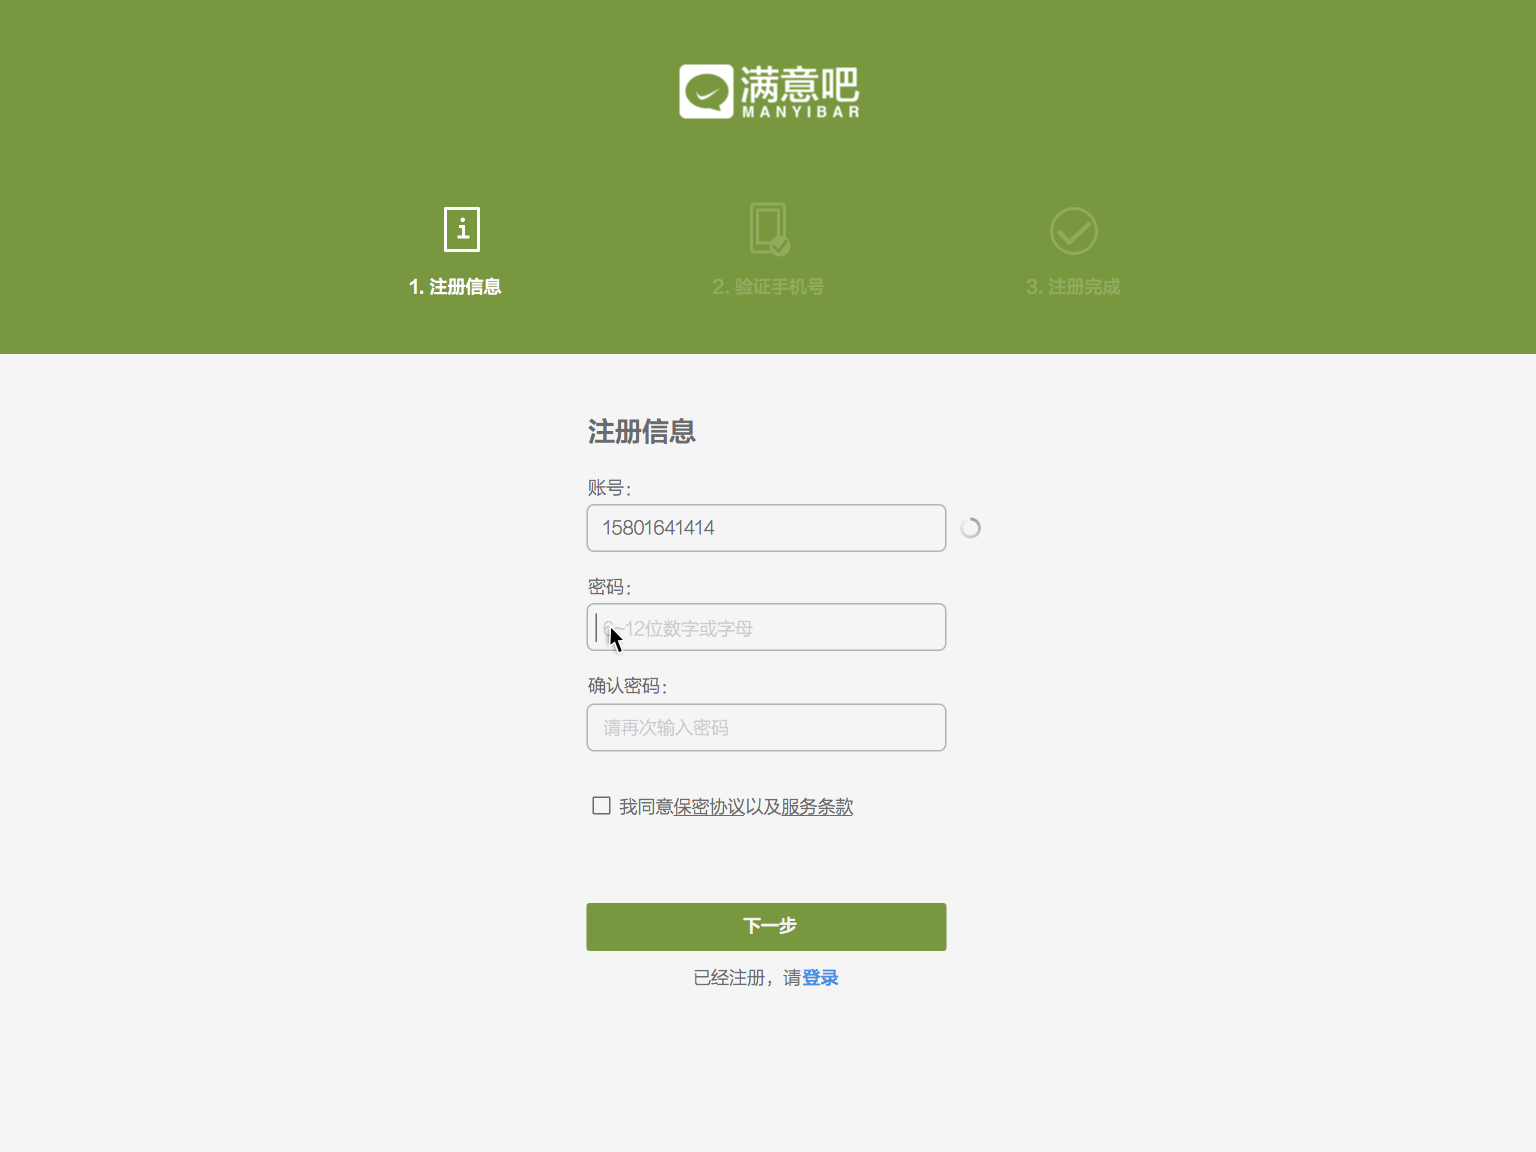 满意吧
MANYIBAR
1. 注册信息
2. 验证手机号
3. 注册完成
注册信息
账号：
15801641414
密码：
6~12位数字或字母
确认密码：
请再次输入密码
我同意保密协议以及服务条款
下一步
已经注册，请登录